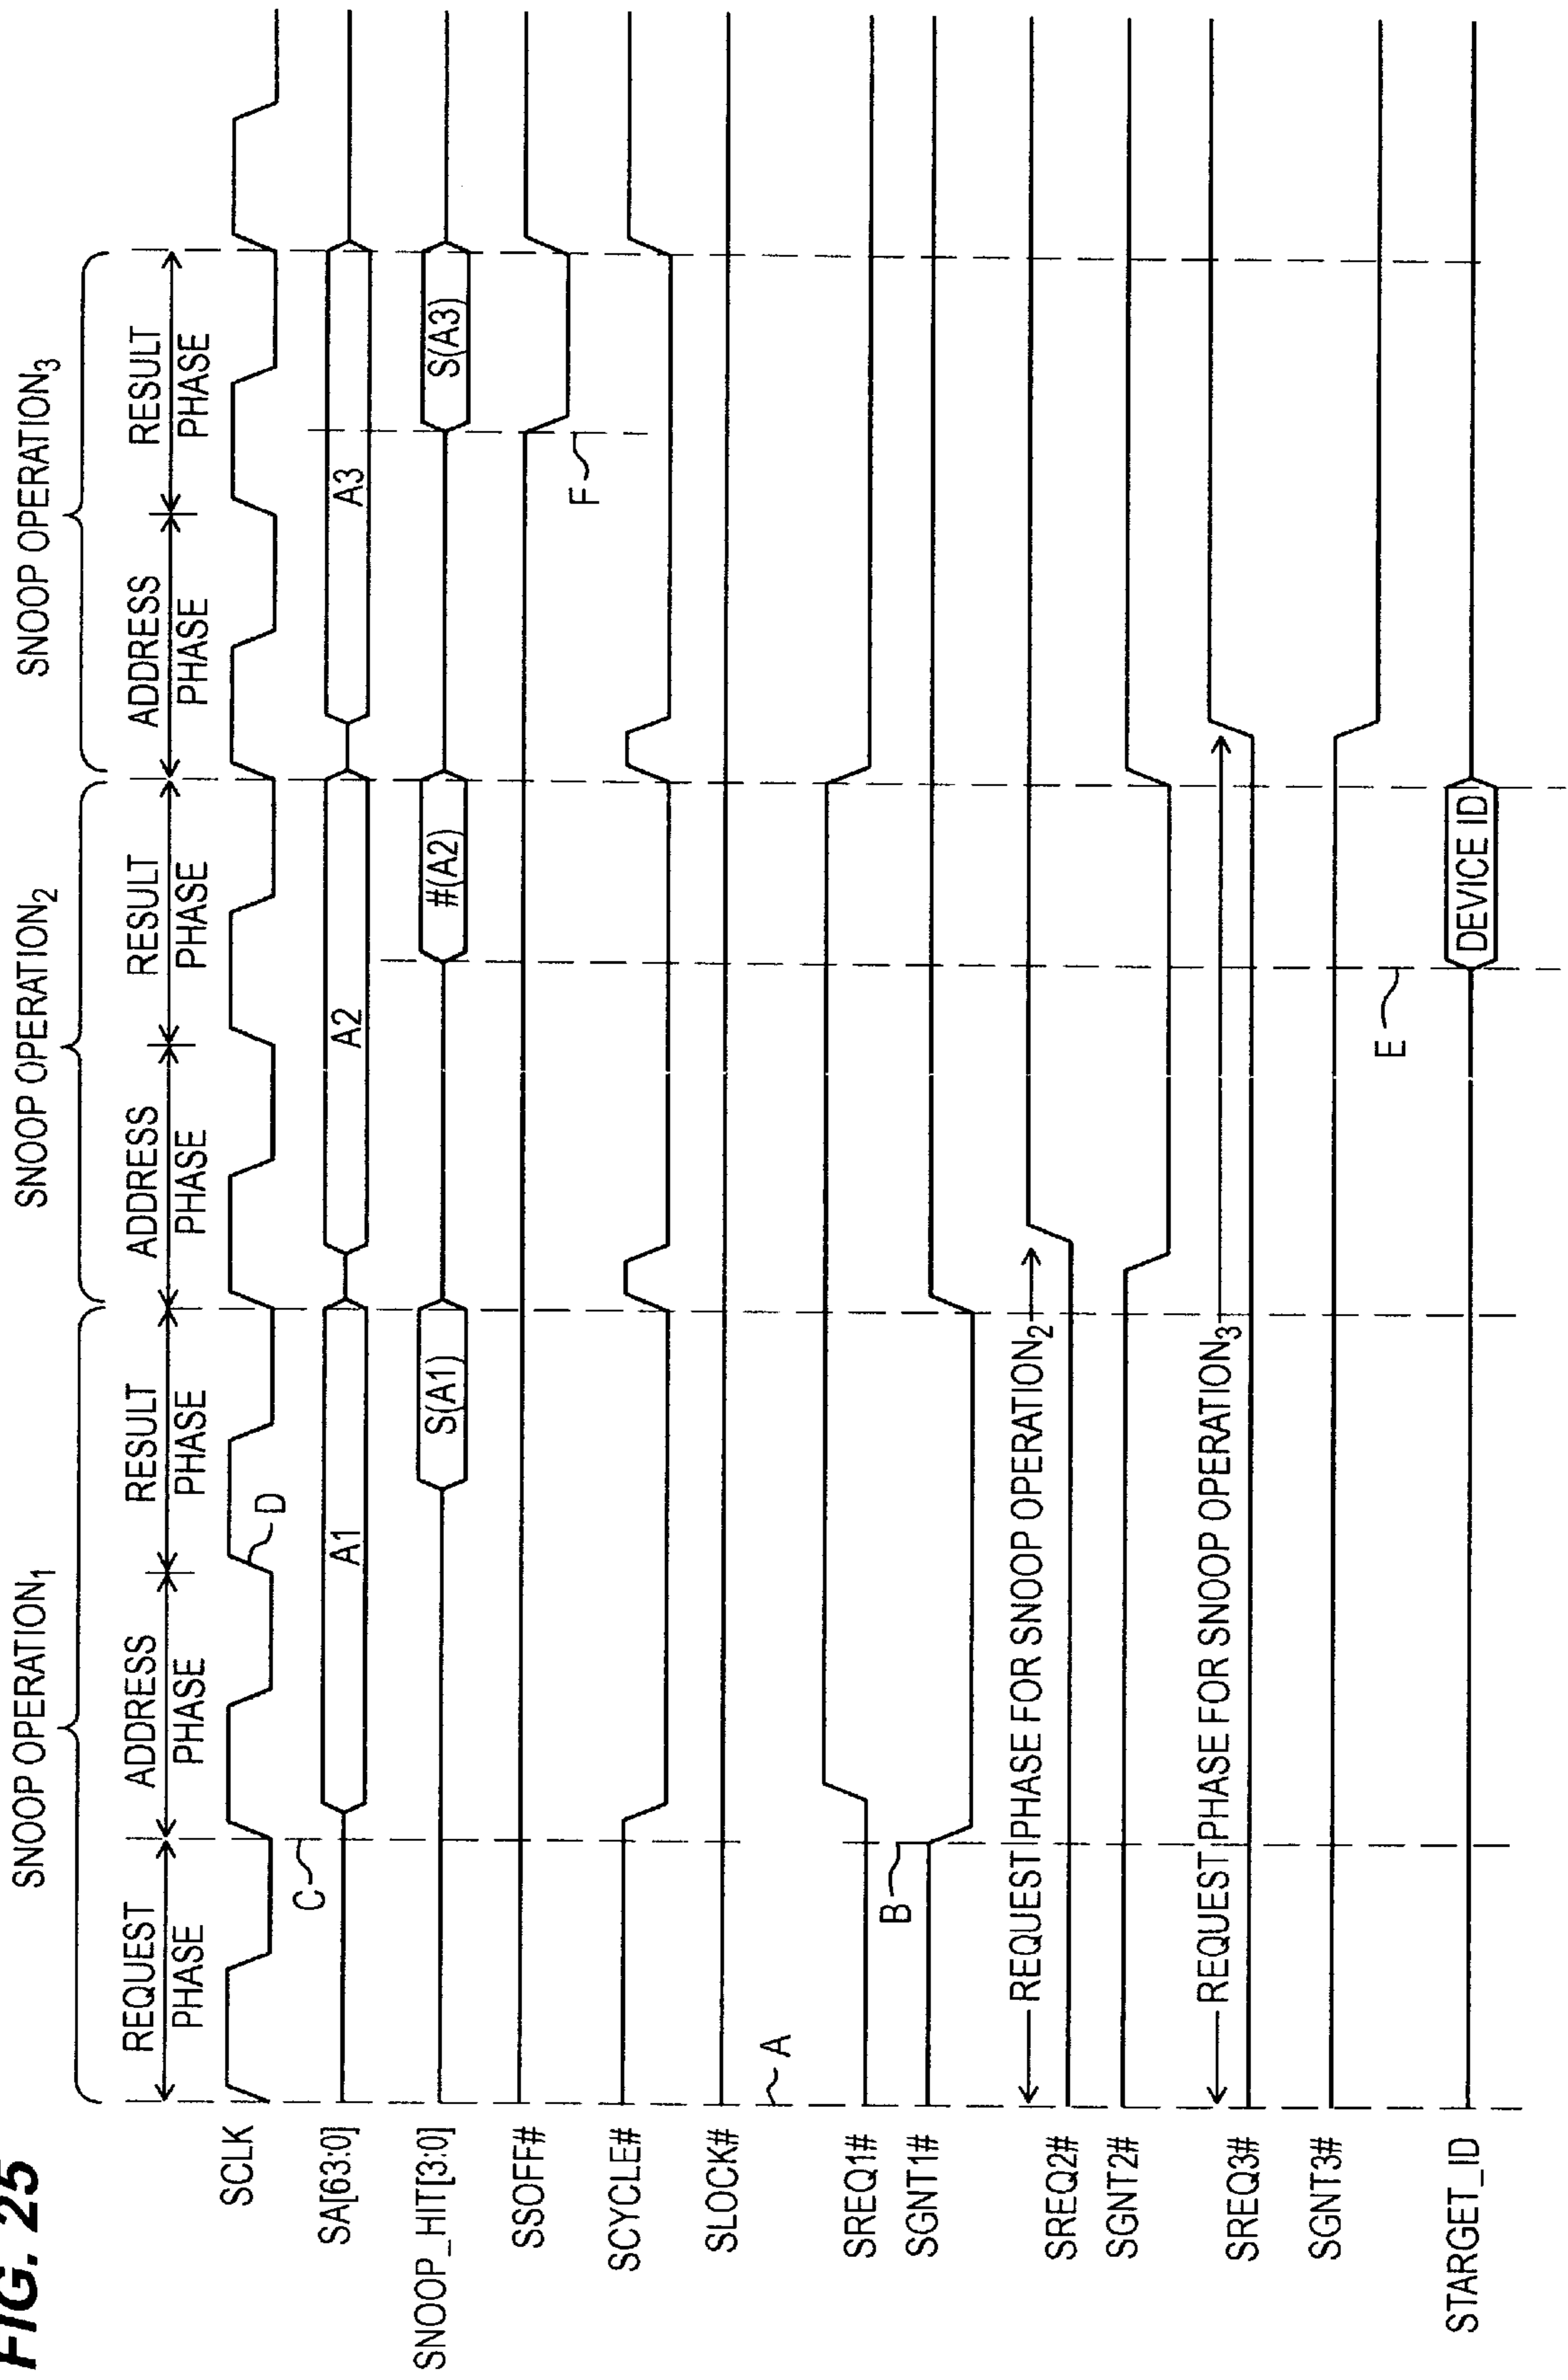 FIG. 25
SNOOP OPERATION1
SNOOP OPERATION2
SNOOP OPERATION3
REQUEST
PHASE
ADDRESS
PHASE
RESULT
PHASE
ADDRESS
PHASE
RESULT
PHASE
ADDRESS
PHASE
RESULT
PHASE
SCLK
D
C
SA[63:0]
A1
A2
A3
SNOOP_HIT[3:0]
S(A1)
#(A2)
S(A3)
SSOFF#
F
SCYCLE#
SLOCK#
A
SREQ1#
B
SGNT1#
REQUEST PHASE FOR SNOOP OPERATION2
SREQ2#
SGNT2#
REQUEST PHASE FOR SNOOP OPERATION3
SREQ3#
SGNT3#
E
STARGET_ID
DEVICE ID